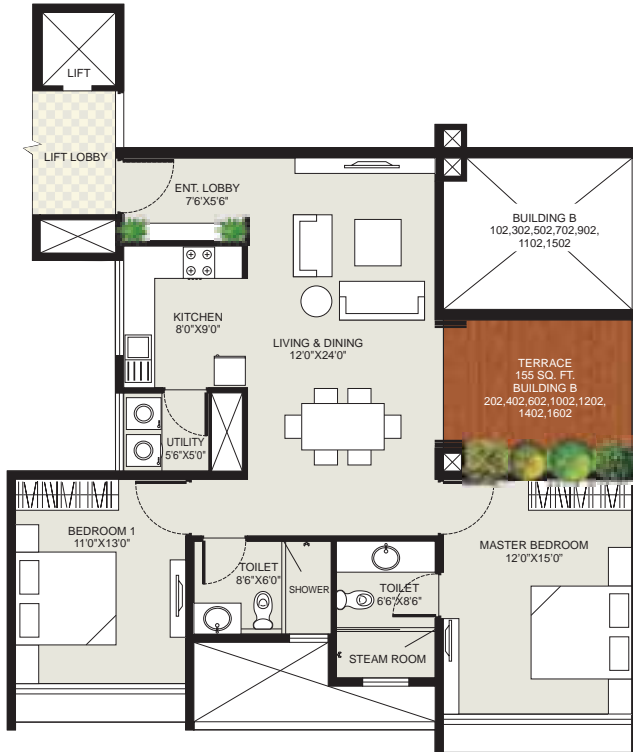 LIFT
LIFT LOBBY
ENT. LOBBY
7'6"X5'6"
BUILDING B
102,302,502,702,902,
1102,1502
KITCHEN
8'0"X9'0"
LIVING & DINING
12'0"X24'0"
TERRACE
155 SQ. FT.
BUILDING B
202,402,602,1002,1202,
1402,1602
UTILITY
5'6"X5'0"
BEDROOM 1
11'0"X13'0"
MASTER BEDROOM
12'0"X15'0"
TOILET
8'6"X6'0"
SHOWER
TOILET
6'6"X8'6"
STEAM ROOM